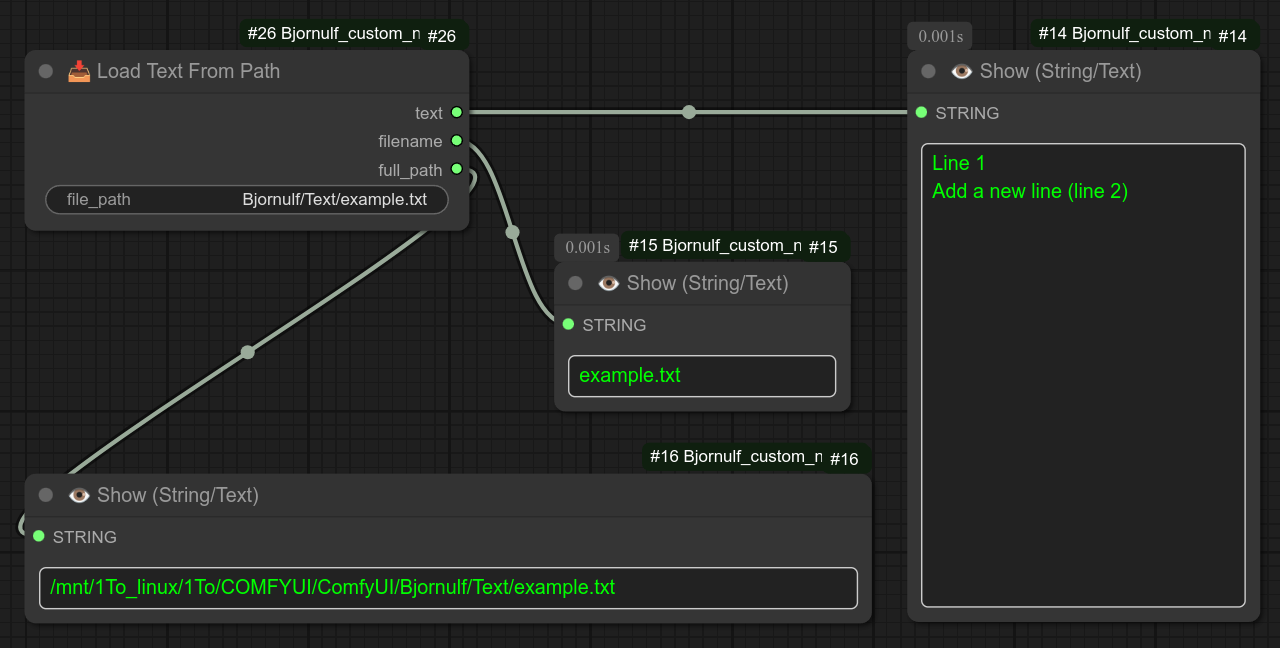 #26 Bjornulf_custom_n #26
Load Text From Path
text
filename
full_path
file_path Bjornulf/Text/example.txt
0.001s #14 Bjornulf_custom_n #14
Show (String/Text)
STRING
Line 1
Add a new line (line 2)
0.001s #15 Bjornulf_custom_n #15
Show (String/Text)
STRING
example.txt
#16 Bjornulf_custom_n #16
Show (String/Text)
STRING
/mnt/1To_linux/1To/COMFYUI/ComfyUI/Bjornulf/Text/example.txt